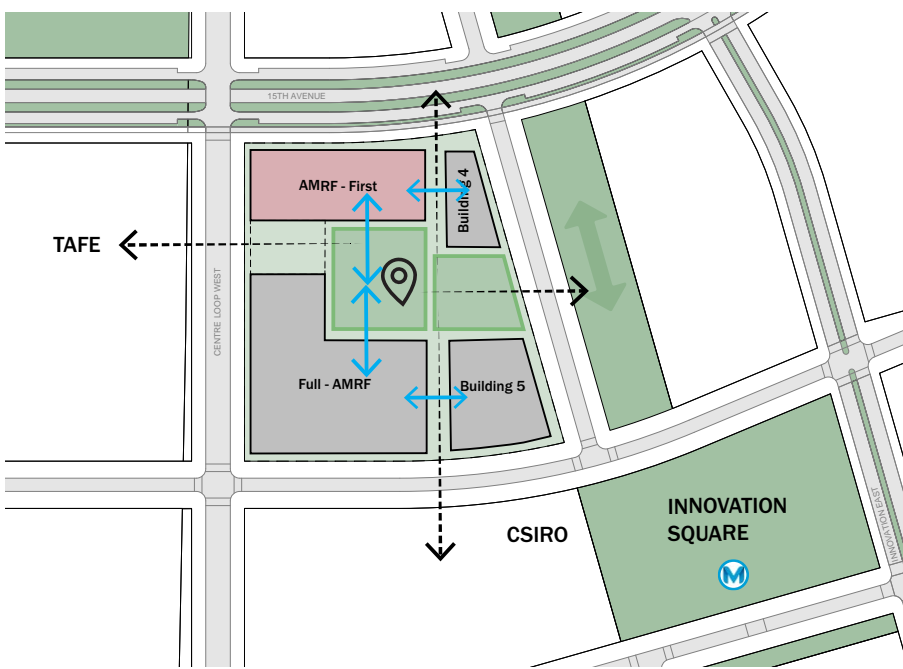 15TH AVENUE
AMRF - First
Building 4
TAFE
CENTRE LOOP WEST
Full - AMRF
Building 5
CSIRO
INNOVATION
SQUARE
INNOVATION EAST
M